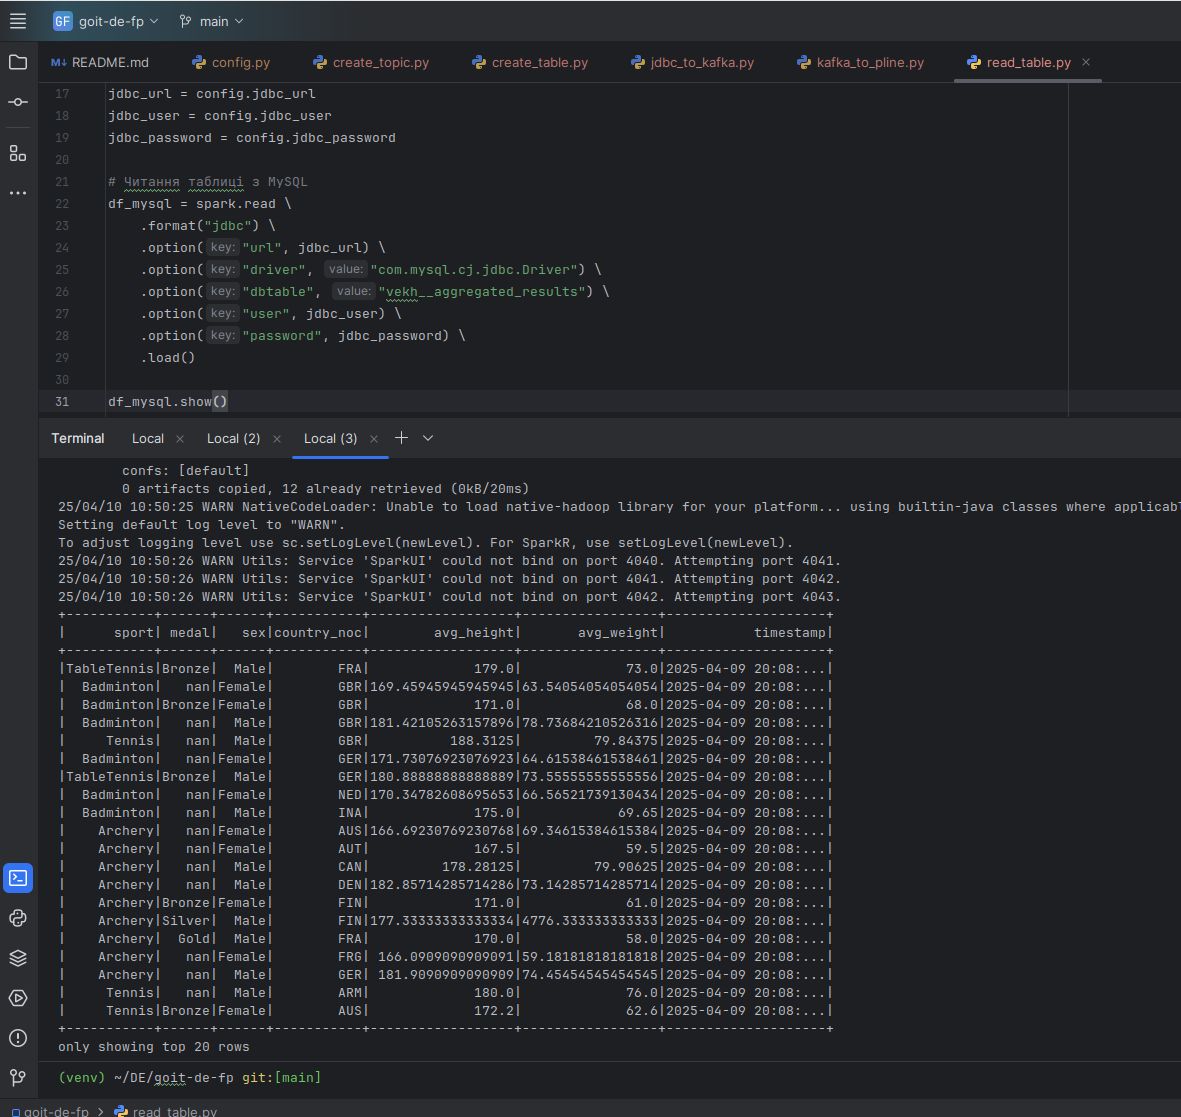 GF goit-de-fp main
README.md config.py create_topic.py create_table.py jdbc_to_kafka.py kafka_to_pline.py read_table.py
17 jdbc_url = config.jdbc_url
18 jdbc_user = config.jdbc_user
19 jdbc_password = config.jdbc_password
20
21 # Читання таблиці з MySQL
22 df_mysql = spark.read \
23 .format("jdbc") \
24 .option( key: "url", jdbc_url) \
25 .option( key: "driver", value: "com.mysql.cj.jdbc.Driver") \
26 .option( key: "dbtable", value: "vekh__aggregated_results") \
27 .option( key: "user", jdbc_user) \
28 .option( key: "password", jdbc_password) \
29 .load()
30
31 df_mysql.show()
Terminal Local Local (2) Local (3)
confs: [default]
0 artifacts copied, 12 already retrieved (0kB/20ms)
25/04/10 10:50:25 WARN NativeCodeLoader: Unable to load native-hadoop library for your platform... using builtin-java classes where applicabl
Setting default log level to "WARN".
To adjust logging level use sc.setLogLevel(newLevel). For SparkR, use setLogLevel(newLevel).
25/04/10 10:50:26 WARN Utils: Service 'SparkUI' could not bind on port 4040. Attempting port 4041.
25/04/10 10:50:26 WARN Utils: Service 'SparkUI' could not bind on port 4041. Attempting port 4042.
25/04/10 10:50:26 WARN Utils: Service 'SparkUI' could not bind on port 4042. Attempting port 4043.
+-----------+------+------+-----------+------------------+-----------------+--------------------+
| sport| medal| sex|country_noc| avg_height| avg_weight| timestamp|
+-----------+------+------+-----------+------------------+-----------------+--------------------+
|TableTennis|Bronze| Male| FRA| 179.0| 73.0|2025-04-09 20:08:...|
| Badminton| nan|Female| GBR|169.45945945945945|63.54054054054054|2025-04-09 20:08:...|
| Badminton|Bronze|Female| GBR| 171.0| 68.0|2025-04-09 20:08:...|
| Badminton| nan| Male| GBR|181.42105263157896|78.73684210526316|2025-04-09 20:08:...|
| Tennis| nan| Male| GBR| 188.3125| 79.84375|2025-04-09 20:08:...|
| Badminton| nan|Female| GER|171.73076923076923|64.61538461538461|2025-04-09 20:08:...|
|TableTennis|Bronze| Male| GER|180.88888888888889|73.55555555555556|2025-04-09 20:08:...|
| Badminton| nan|Female| NED|170.34782608695653|66.56521739130434|2025-04-09 20:08:...|
| Badminton| nan| Male| INA| 175.0| 69.65|2025-04-09 20:08:...|
| Archery| nan|Female| AUS|166.69230769230768|69.34615384615384|2025-04-09 20:08:...|
| Archery| nan|Female| AUT| 167.5| 59.5|2025-04-09 20:08:...|
| Archery| nan| Male| CAN| 178.28125| 79.90625|2025-04-09 20:08:...|
| Archery| nan| Male| DEN|182.85714285714286|73.14285714285714|2025-04-09 20:08:...|
| Archery|Bronze|Female| FIN| 171.0| 61.0|2025-04-09 20:08:...|
| Archery|Silver| Male| FIN|177.33333333333334|4776.333333333333|2025-04-09 20:08:...|
| Archery| Gold| Male| FRA| 170.0| 58.0|2025-04-09 20:08:...|
| Archery| nan|Female| FRG| 166.0909090909091|59.18181818181818|2025-04-09 20:08:...|
| Archery| nan| Male| GER| 181.9090909090909|74.45454545454545|2025-04-09 20:08:...|
| Tennis| nan| Male| ARM| 180.0| 76.0|2025-04-09 20:08:...|
| Tennis|Bronze|Female| AUS| 172.2| 62.6|2025-04-09 20:08:...|
+-----------+------+------+-----------+------------------+-----------------+--------------------+
only showing top 20 rows
(venv) ~/DE/goit-de-fp git:[main]
goit-de-fp > read_table.py